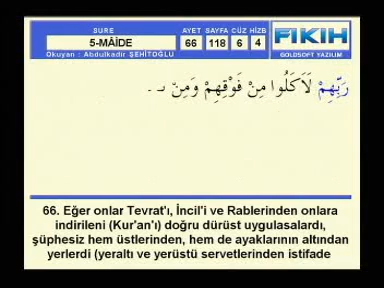 SURE
5-MÂİDE
Okuyan : Abdulkadir ŞEHİTOĞLU
AYET SAYFA CÜZ HİZB
66 118 6 4
FIKIH
GOLDSOFT YAZILIM
رَبِّهِمْ لَاَكَلُوا مِنْ فَوْقِهِمْ وَمِنْ
66. Eğer onlar Tevrat'ı, İncil'i ve Rablerinden onlara
indirileni (Kur'an'ı) doğru dürüst uygulasalardı,
şüphesiz hem üstlerinden, hem de ayaklarının altından
yerlerdi (yeraltı ve yerüstü servetlerinden istifade